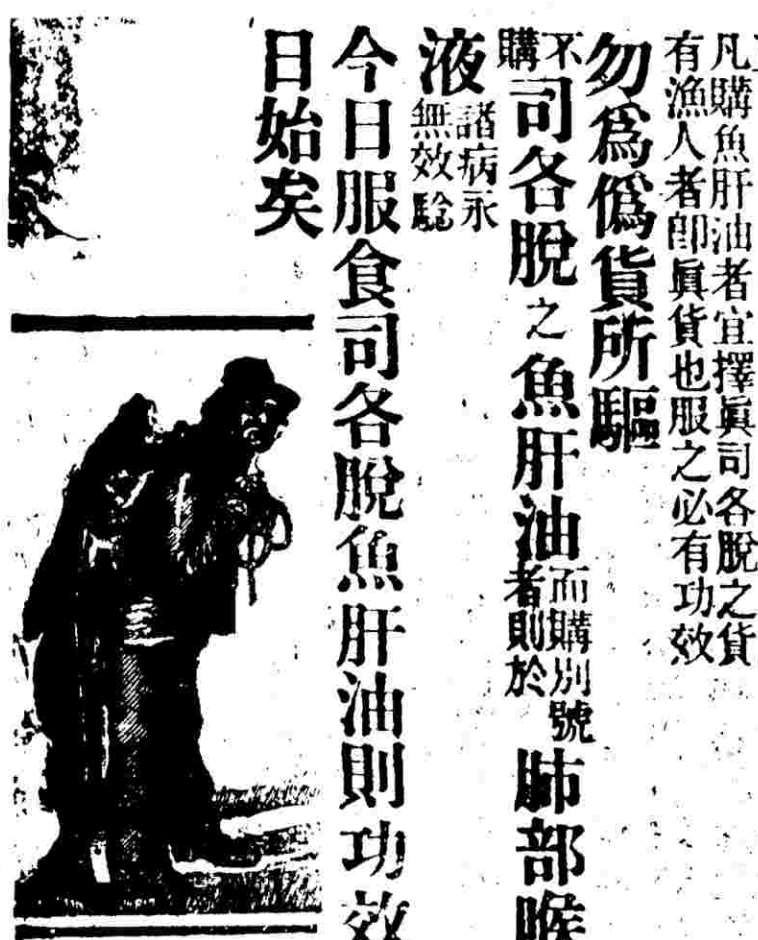 凡購魚肝油者宜擇眞司各脫之貨
有漁人者卽眞貨也服之必有功效
勿爲僞貨所驅
不購司各脫之魚肝油而購別號者則於肺部喉
液諸病永無效驗
今日服食司各脫魚肝油則功效
日始矣